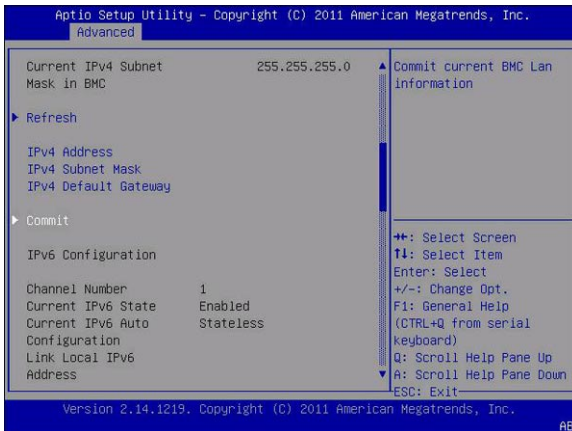 Aptio Setup Utility – Copyright (C) 2011 American Megatrends, Inc.
Advanced
Current IPv4 Subnet 255.255.255.0
Mask in BMC
Refresh
IPv4 Address
IPv4 Subnet Mask
IPv4 Default Gateway
Commit
IPv6 Configuration
Channel Number 1
Current IPv6 State Enabled
Current IPv6 Auto Stateless
Configuration
Link Local IPv6
Address
Commit current BMC Lan
information
→←: Select Screen
↑↓: Select Item
Enter: Select
+/-: Change Opt.
F1: General Help
(CTRL+Q from serial
keyboard)
Q: Scroll Help Pane Up
A: Scroll Help Pane Down
ESC: Exit
Version 2.14.1219. Copyright (C) 2011 American Megatrends, Inc.
AB